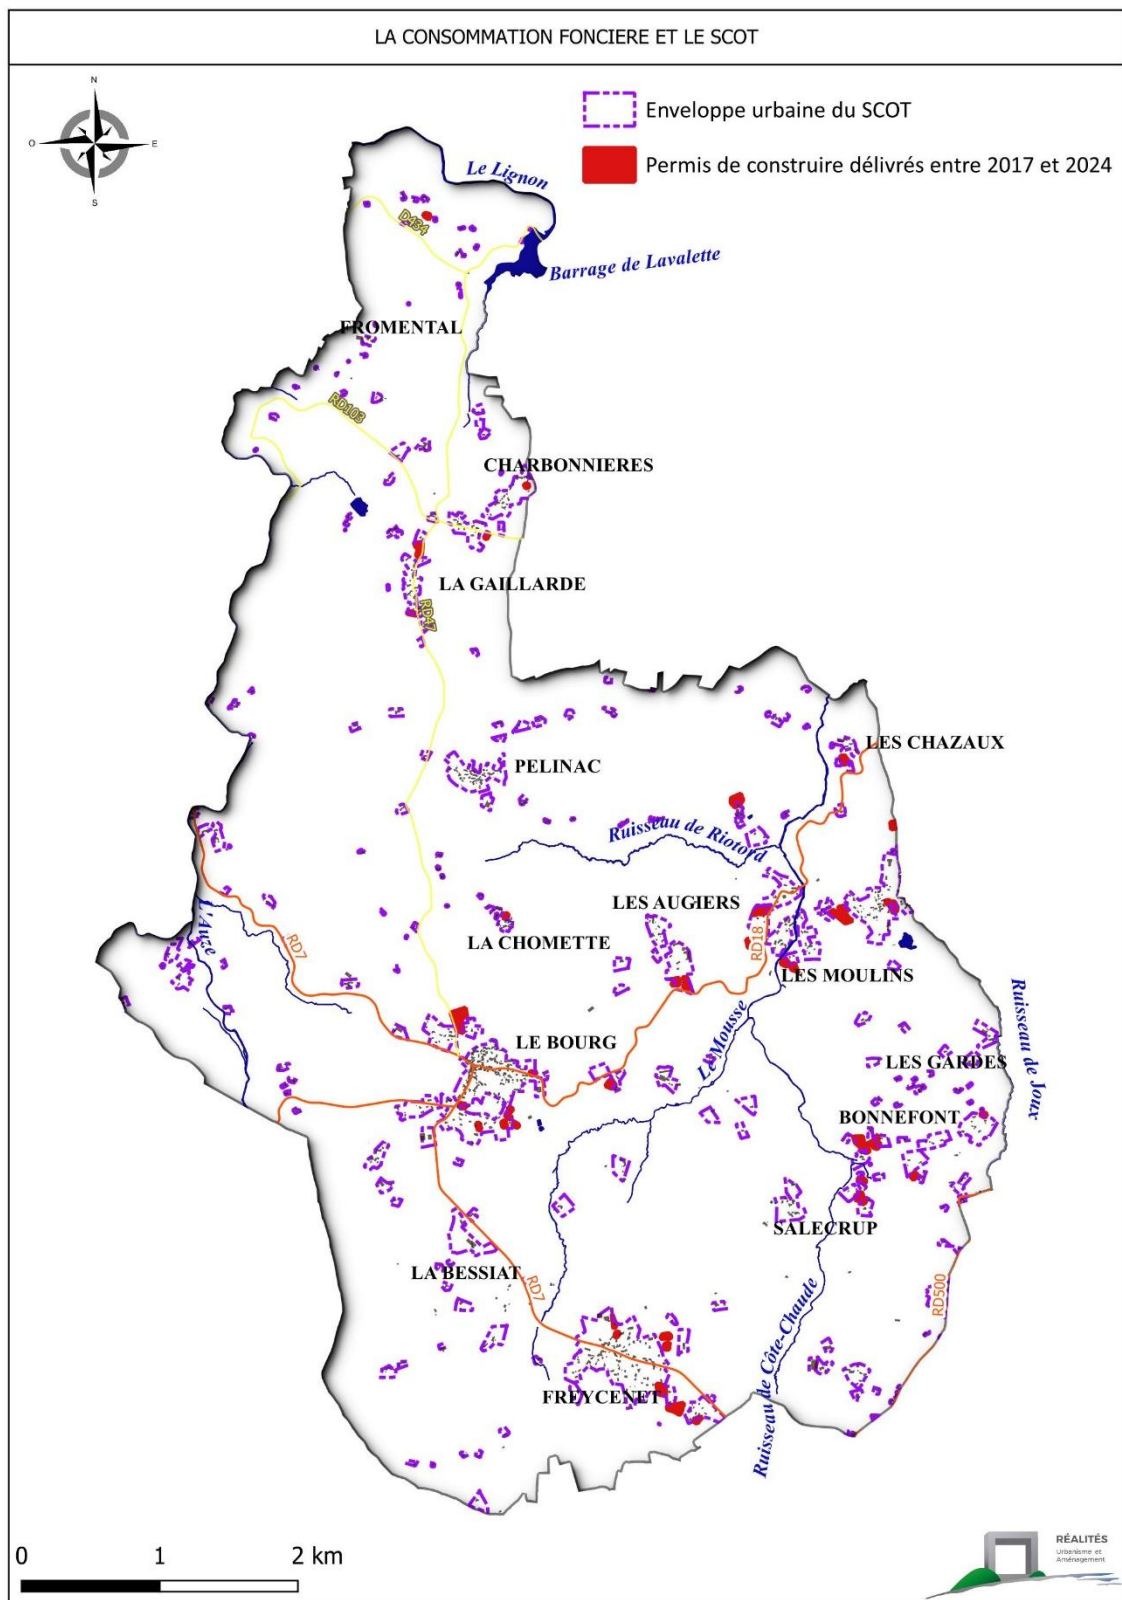 LA CONSOMMATION FONCIERE ET LE SCOT
N
O
E
S
Enveloppe urbaine du SCOT
Permis de construire délivrés entre 2017 et 2024
Le Lignon
D434
Barrage de Lavalette
FROMENTAL
RD103
CHARBONNIERES
LA GAILLARDE
RD47
LES CHAZAUX
PELINAC
Ruisseau de Riotord
LES AUGIERS
L'Auze
RD7
LA CHOMETTE
RD18
LES MOULINS
Ruisseau de Joux
LE BOURG
Le Mousse
LES GARDES
BONNEFONT
SALECRUP
LA BESSIAT
RD7
RD500
Ruisseau de Côte-Chaude
FREYCENET
0 1 2 km
RÉALITÉS
Urbanisme et
Aménagement